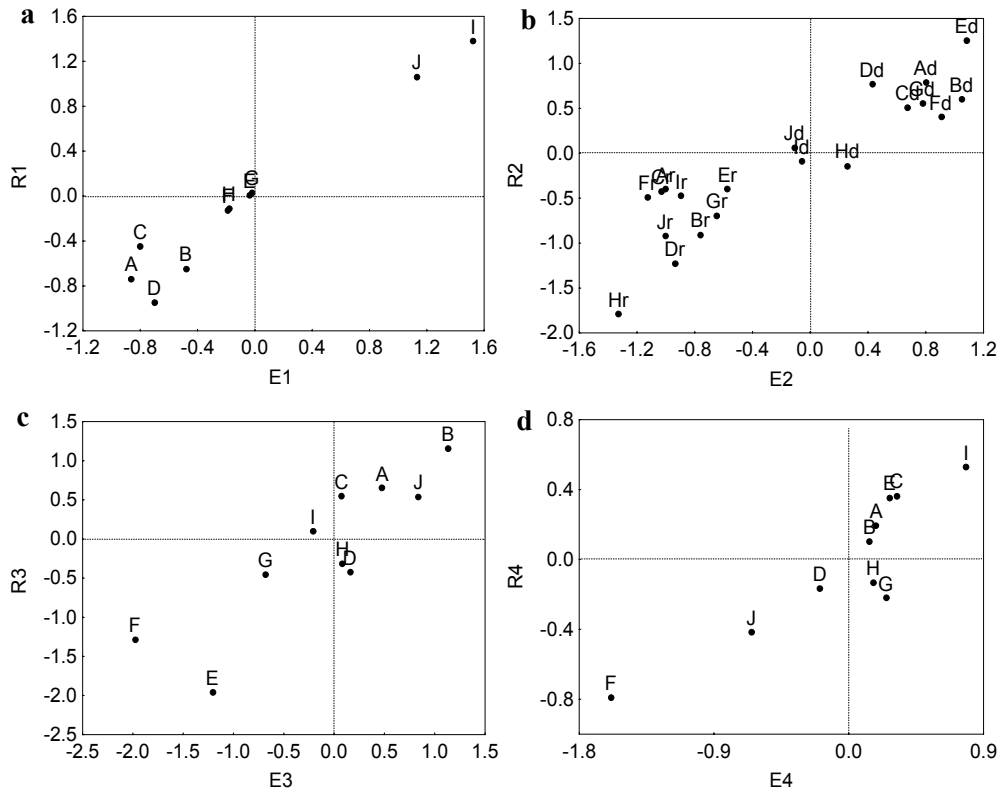 a
1.6
1.2
0.8
0.4
0.0
-0.4
-0.8
-1.2
-1.2
-0.8
-0.4
0.0
0.4
0.8
1.2
1.6
R1
E1
I
J
G
E
H
F
C
B
A
D
b
1.5
1.0
0.5
0.0
-0.5
-1.0
-1.5
-2.0
-1.6
-1.2
-0.8
-0.4
0.0
0.4
0.8
1.2
R2
E2
Ed
Dd
Ad
Gd
Cd
Bd
Fd
Jd
Id
Hd
Fr
Cr
Ar
Ir
Er
Gr
Jr
Br
Dr
Hr
c
1.5
1.0
0.5
0.0
-0.5
-1.0
-1.5
-2.0
-2.5
-2.5
-2.0
-1.5
-1.0
-0.5
0.0
0.5
1.0
1.5
R3
E3
B
A
J
C
I
H
D
G
F
E
d
0.8
0.4
0.0
-0.4
-0.8
-1.8
-0.9
0.0
0.9
R4
E4
I
E
C
A
B
H
G
D
J
F